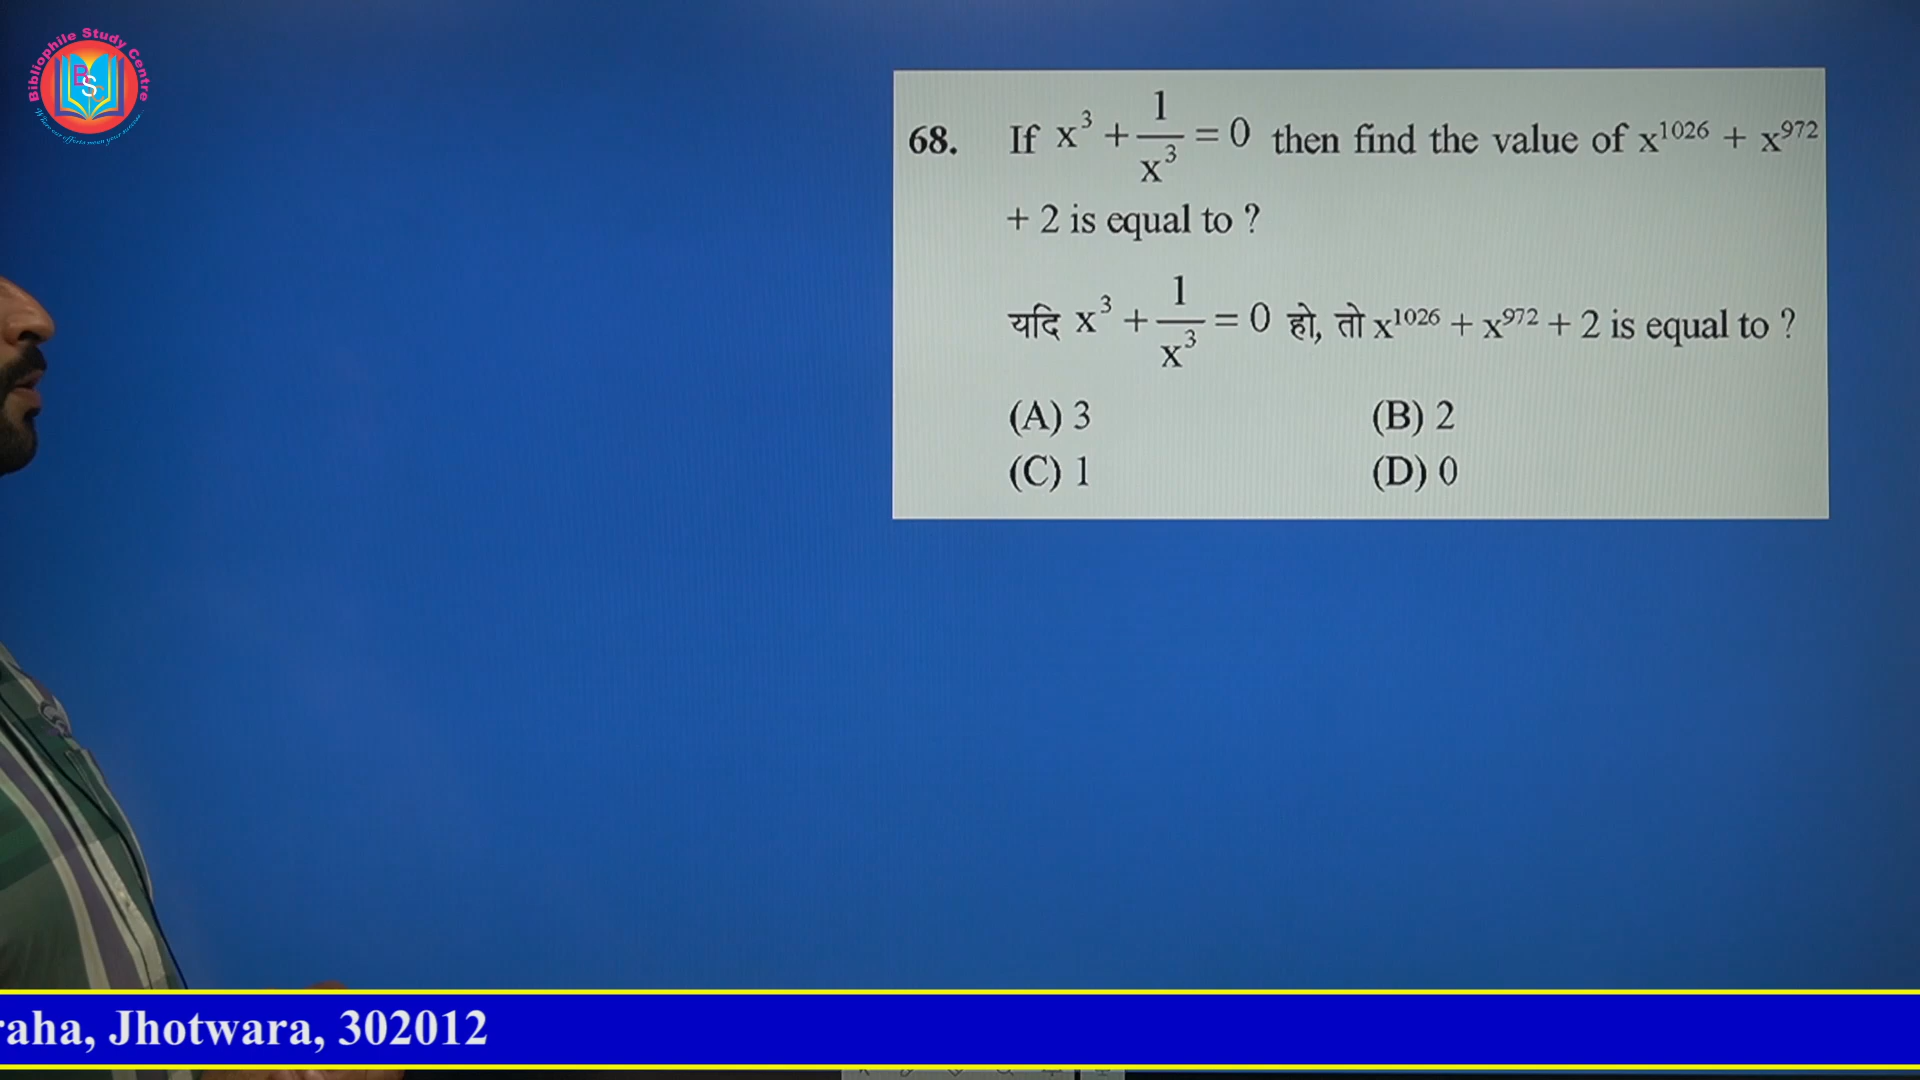 Bibliophile Study Centre
BSC
68. If x³ + 1/x³ = 0 then find the value of x¹⁰²⁶ + x⁹⁷²
+ 2 is equal to ?
यदि x³ + 1/x³ = 0 हो, तो x¹⁰²⁶ + x⁹⁷² + 2 is equal to ?
(A) 3 (B) 2
(C) 1 (D) 0
raha, Jhotwara, 302012